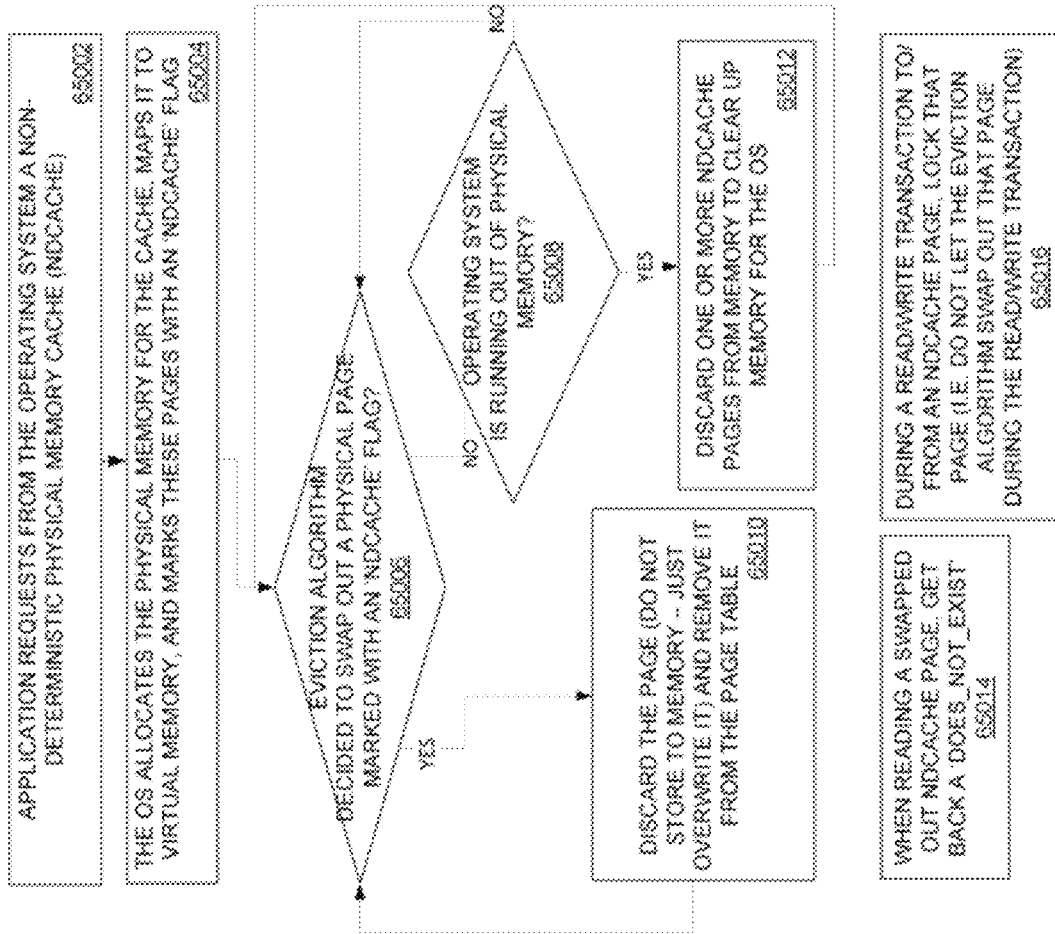 APPLICATION REQUESTS FROM THE OPERATING SYSTEM A NON-
DETERMINISTIC PHYSICAL MEMORY CACHE (NDCACHE)
65002
THE OS ALLOCATES THE PHYSICAL MEMORY FOR THE CACHE, MAPS IT TO
VIRTUAL MEMORY, AND MARKS THESE PAGES WITH AN 'NDCACHE' FLAG
65004
EVICTION ALGORITHM
DECIDED TO SWAP OUT A PHYSICAL PAGE
MARKED WITH AN 'NDCACHE' FLAG?
65006
NO
YES
OPERATING SYSTEM
IS RUNNING OUT OF PHYSICAL
MEMORY?
65008
NO
YES
DISCARD THE PAGE (DO NOT
STORE TO MEMORY – JUST
OVERWRITE IT) AND REMOVE IT
FROM THE PAGE TABLE
65010
DISCARD ONE OR MORE NDCACHE
PAGES FROM MEMORY TO CLEAR UP
MEMORY FOR THE OS
65012
WHEN READING A SWAPPED
OUT NDCACHE PAGE, GET
BACK A 'DOES_NOT_EXIST'
65014
DURING A READ/WRITE TRANSACTION TO/
FROM AN NDCACHE PAGE, LOCK THAT
PAGE (I.E. DO NOT LET THE EVICTION
ALGORITHM SWAP OUT THAT PAGE
DURING THE READ/WRITE TRANSACTION)
65016